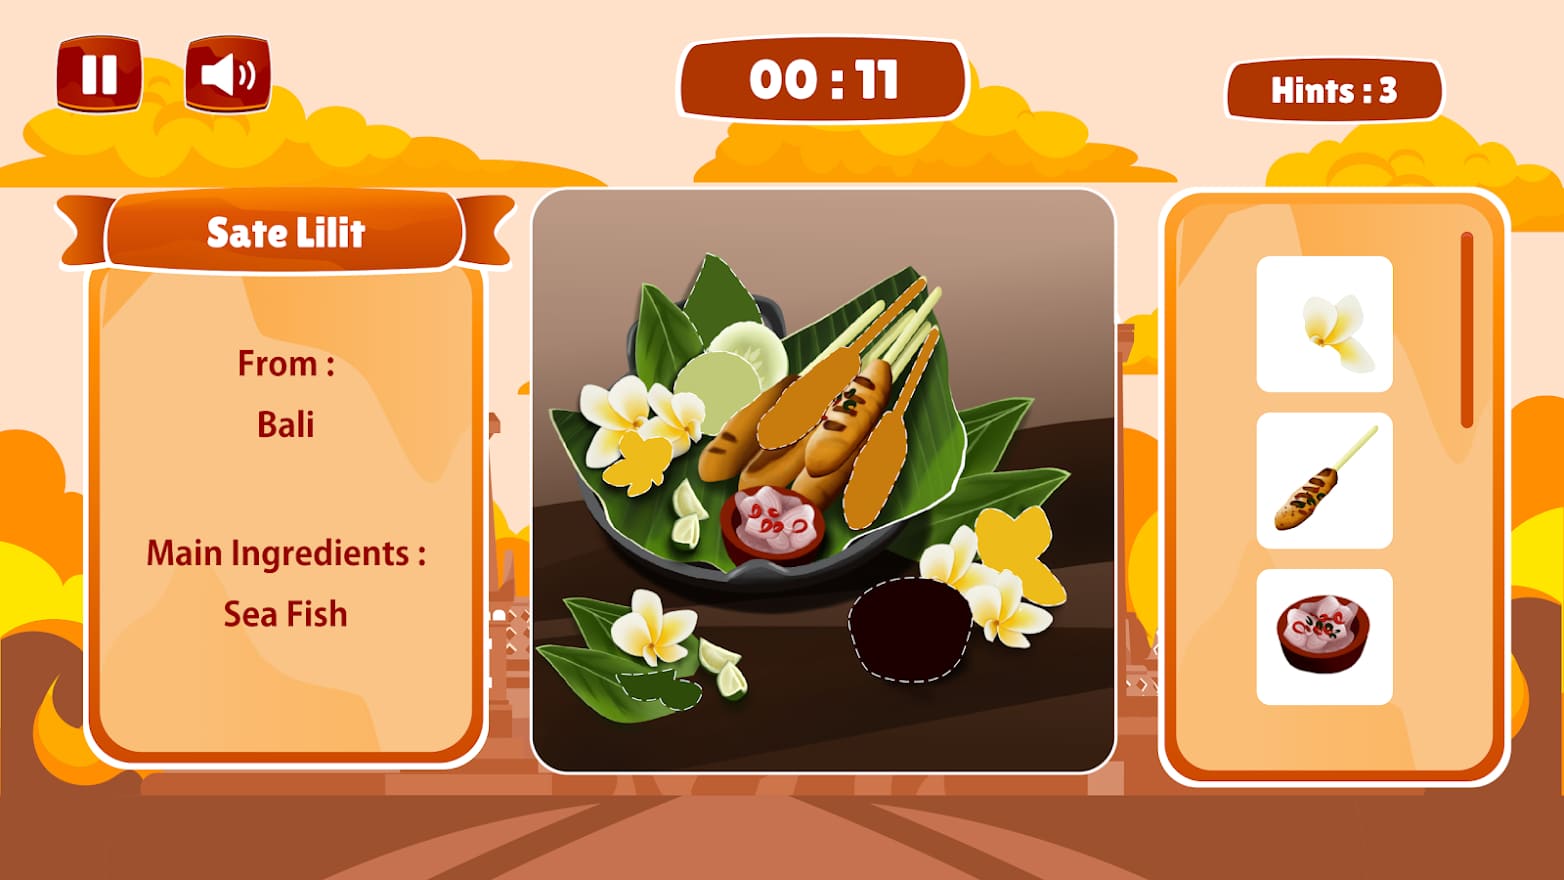 00 : 11
Hints : 3
Sate Lilit
From :
Bali
Main Ingredients :
Sea Fish